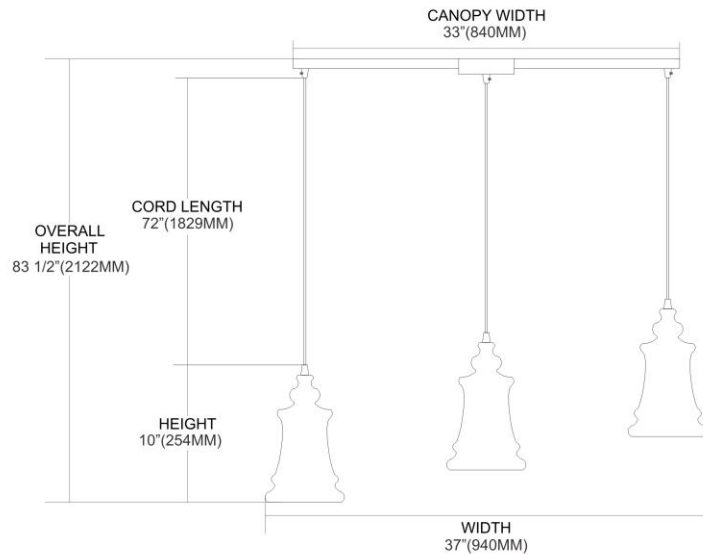 CANOPY WIDTH
33”(840MM)
CORD LENGTH
72”(1829MM)
OVERALL
HEIGHT
83 1/2”(2122MM)
HEIGHT
10”(254MM)
WIDTH
37”(940MM)